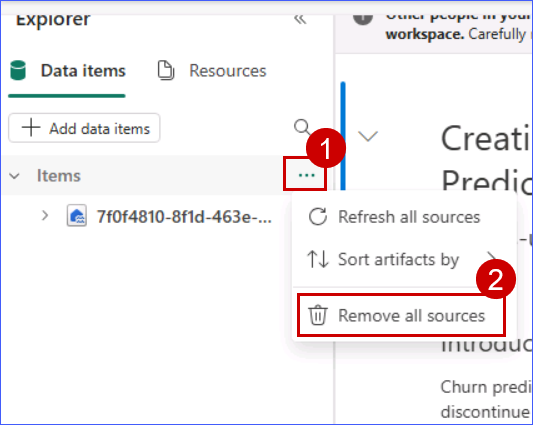 Explorer
Other people in your
workspace. Carefully
Data items
Resources
Add data items
1
Items
7f0f4810-8f1d-463e-...
Refresh all sources
Sort artifacts by
2
Remove all sources
Creati
Predic
Introduc
Churn predi
discontinue